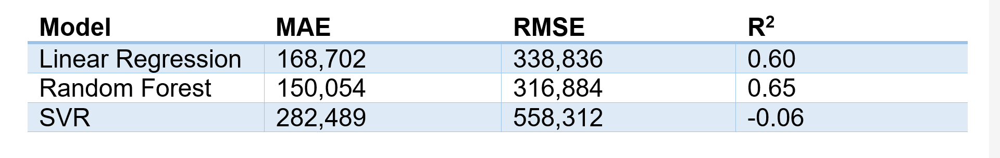 Model MAE RMSE R²
Linear Regression 168,702 338,836 0.60
Random Forest 150,054 316,884 0.65
SVR 282,489 558,312 -0.06